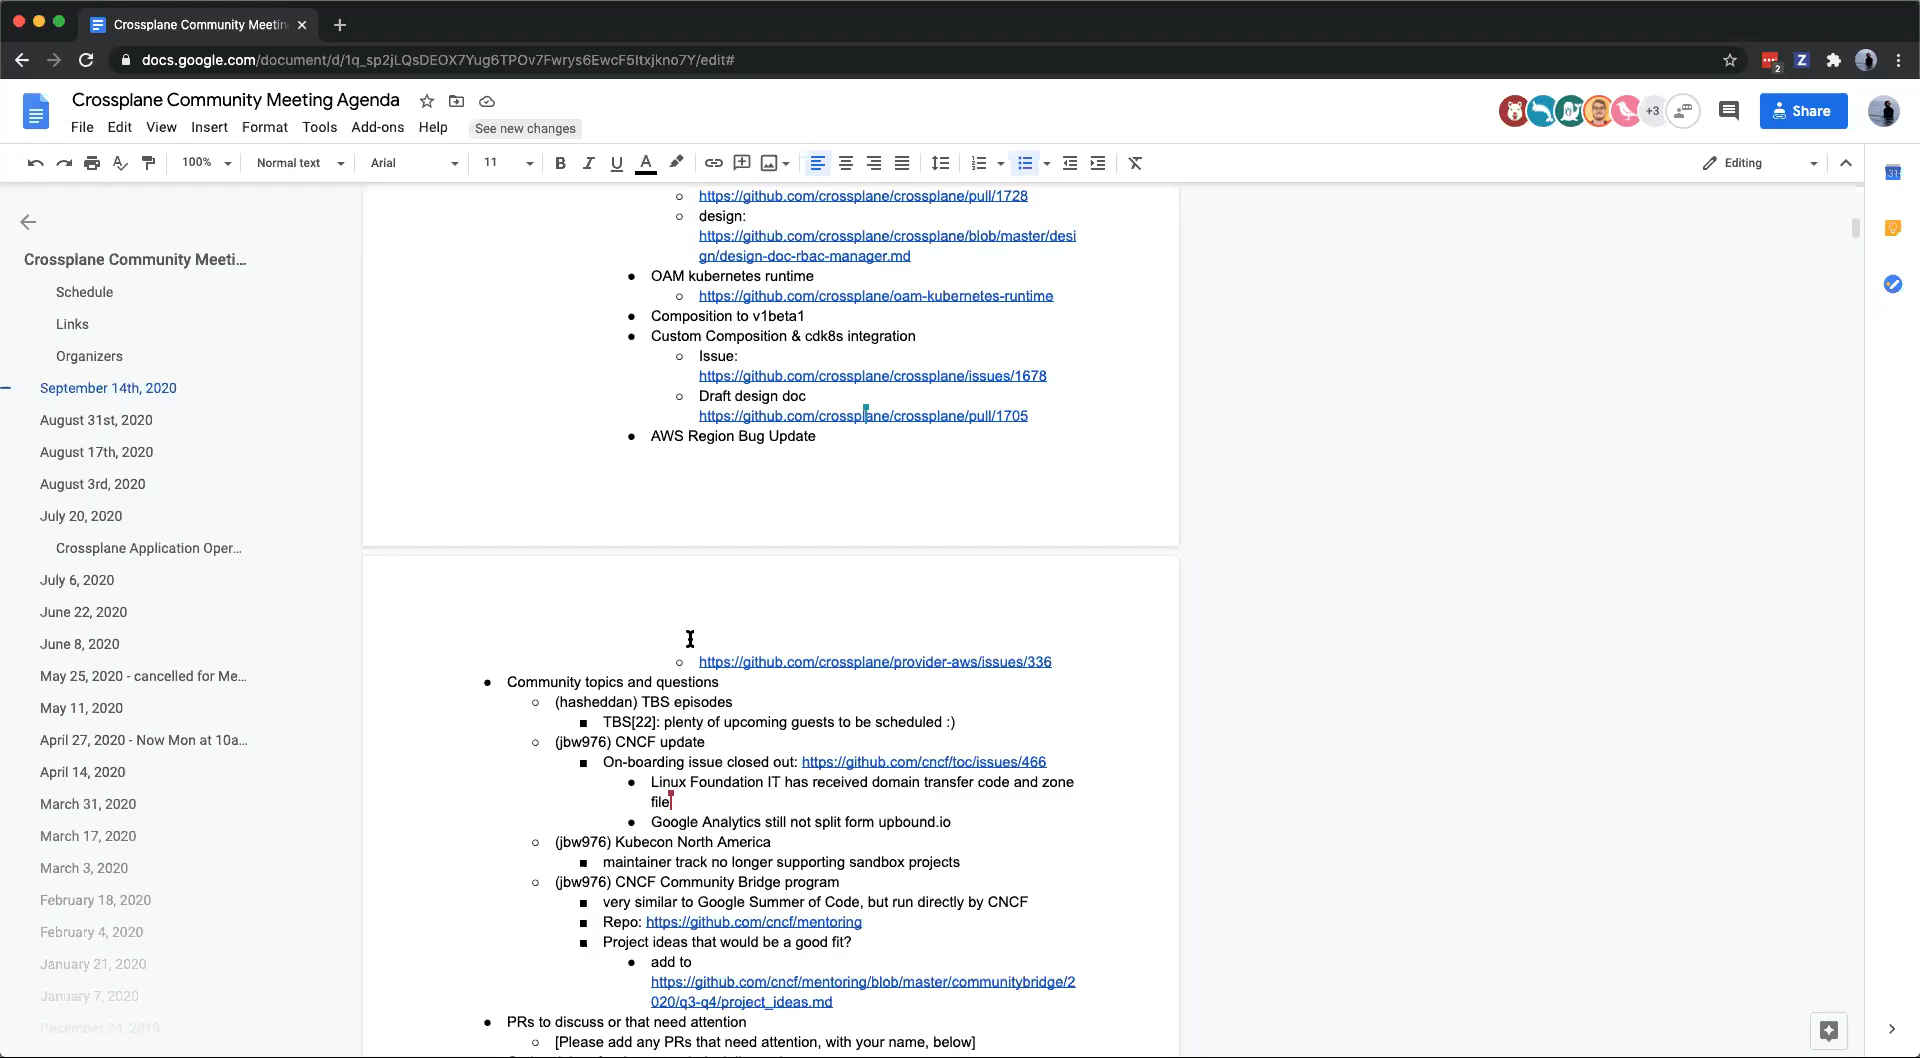 Crossplane Community Meetin
docs.google.com/document/d/1q_sp2jLQsDEOX7Yug6TPOv7Fwrys6EwcF5Itxjkno7Y/edit#
2
Z
Crossplane Community Meeting Agenda
+3
Share
File Edit View Insert Format Tools Add-ons Help See new changes
100% Normal text Arial 11 B I U A Editing
31
https://github.com/crossplane/crossplane/pull/1728
design:
https://github.com/crossplane/crossplane/blob/master/desi
gn/design-doc-rbac-manager.md
OAM kubernetes runtime
https://github.com/crossplane/oam-kubernetes-runtime
Composition to v1beta1
Custom Composition & cdk8s integration
Issue:
https://github.com/crossplane/crossplane/issues/1678
Draft design doc
https://github.com/crossplane/crossplane/pull/1705
AWS Region Bug Update
https://github.com/crossplane/provider-aws/issues/336
Community topics and questions
(hasheddan) TBS episodes
TBS[22]: plenty of upcoming guests to be scheduled :)
(jbw976) CNCF update
On-boarding issue closed out: https://github.com/cncf/toc/issues/466
Linux Foundation IT has received domain transfer code and zone
file
Google Analytics still not split form upbound.io
(jbw976) Kubecon North America
maintainer track no longer supporting sandbox projects
(jbw976) CNCF Community Bridge program
very similar to Google Summer of Code, but run directly by CNCF
Repo: https://github.com/cncf/mentoring
Project ideas that would be a good fit?
add to
https://github.com/cncf/mentoring/blob/master/communitybridge/2
020/q3-q4/project_ideas.md
PRs to discuss or that need attention
[Please add any PRs that need attention, with your name, below]
Crossplane Community Meeti...
Schedule
Links
Organizers
September 14th, 2020
August 31st, 2020
August 17th, 2020
August 3rd, 2020
July 20, 2020
Crossplane Application Oper...
July 6, 2020
June 22, 2020
June 8, 2020
May 25, 2020 - cancelled for Me...
May 11, 2020
April 27, 2020 - Now Mon at 10a...
April 14, 2020
March 31, 2020
March 17, 2020
March 3, 2020
February 18, 2020
February 4, 2020
January 21, 2020
January 7, 2020
December 24, 2019